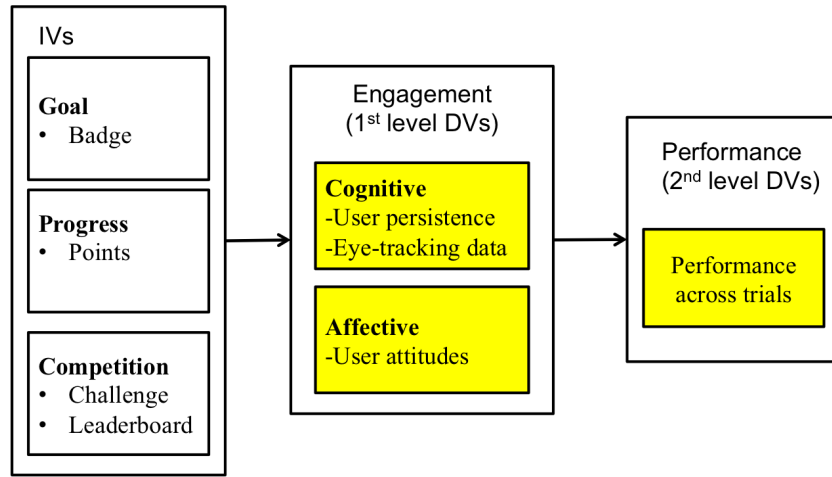 IVs
Goal
• Badge
Progress
• Points
Competition
• Challenge
• Leaderboard
Engagement
(1st level DVs)
Cognitive
-User persistence
-Eye-tracking data
Affective
-User attitudes
Performance
(2nd level DVs)
Performance
across trials